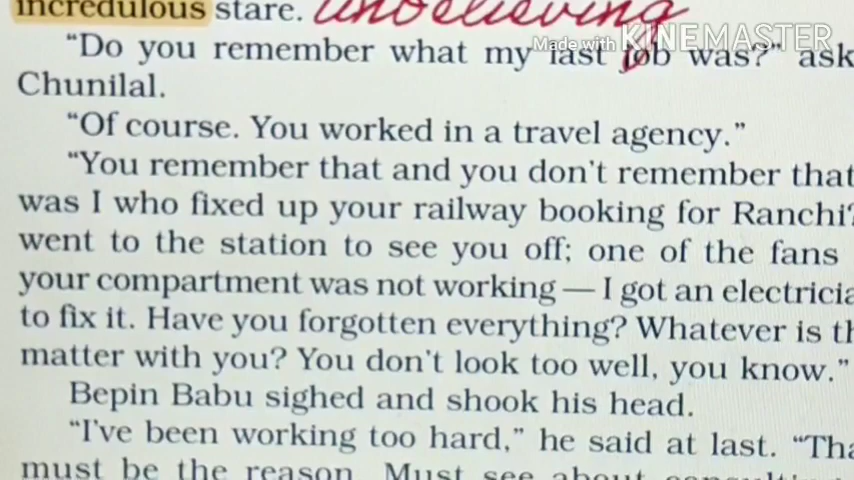 incredulous stare. unbelieving
Made with KINEMASTER
“Do you remember what my last job was?” ask
Chunilal.
“Of course. You worked in a travel agency.”
“You remember that and you don't remember that
was I who fixed up your railway booking for Ranchi?
went to the station to see you off; one of the fans
your compartment was not working — I got an electricia
to fix it. Have you forgotten everything? Whatever is th
matter with you? You don't look too well, you know.”
Bepin Babu sighed and shook his head.
“I've been working too hard,” he said at last. “Tha
must be the reason. Must see about consulting